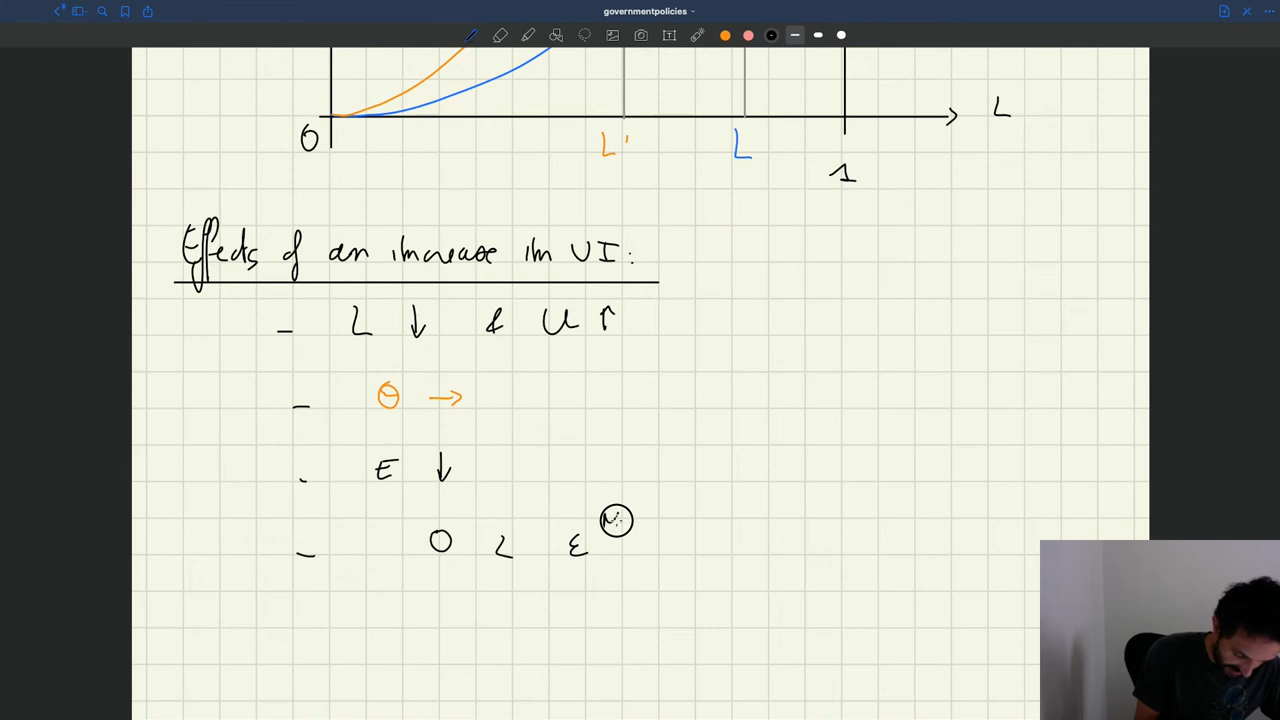 governmentpolicies
L
0
L'
L
1
Effects of an increase in UI:
- L ↓ & U ↑
- θ →
- E ↓
- 0 < ε^M